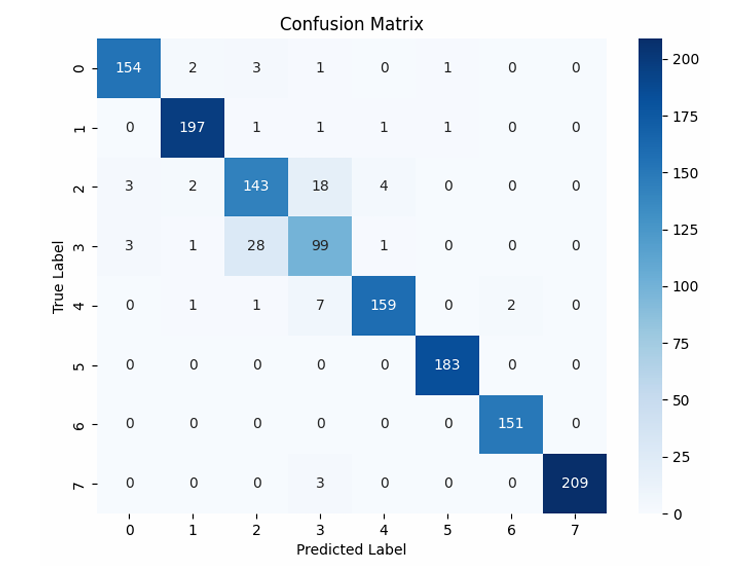 Confusion Matrix
0 154 2 3 1 0 1 0 0
1 0 197 1 1 1 1 0 0
2 3 2 143 18 4 0 0 0
3 3 1 28 99 1 0 0 0
4 0 1 1 7 159 0 2 0
5 0 0 0 0 0 183 0 0
6 0 0 0 0 0 0 151 0
7 0 0 0 3 0 0 0 209
0 1 2 3 4 5 6 7
True Label
Predicted Label
200
175
150
125
100
75
50
25
0